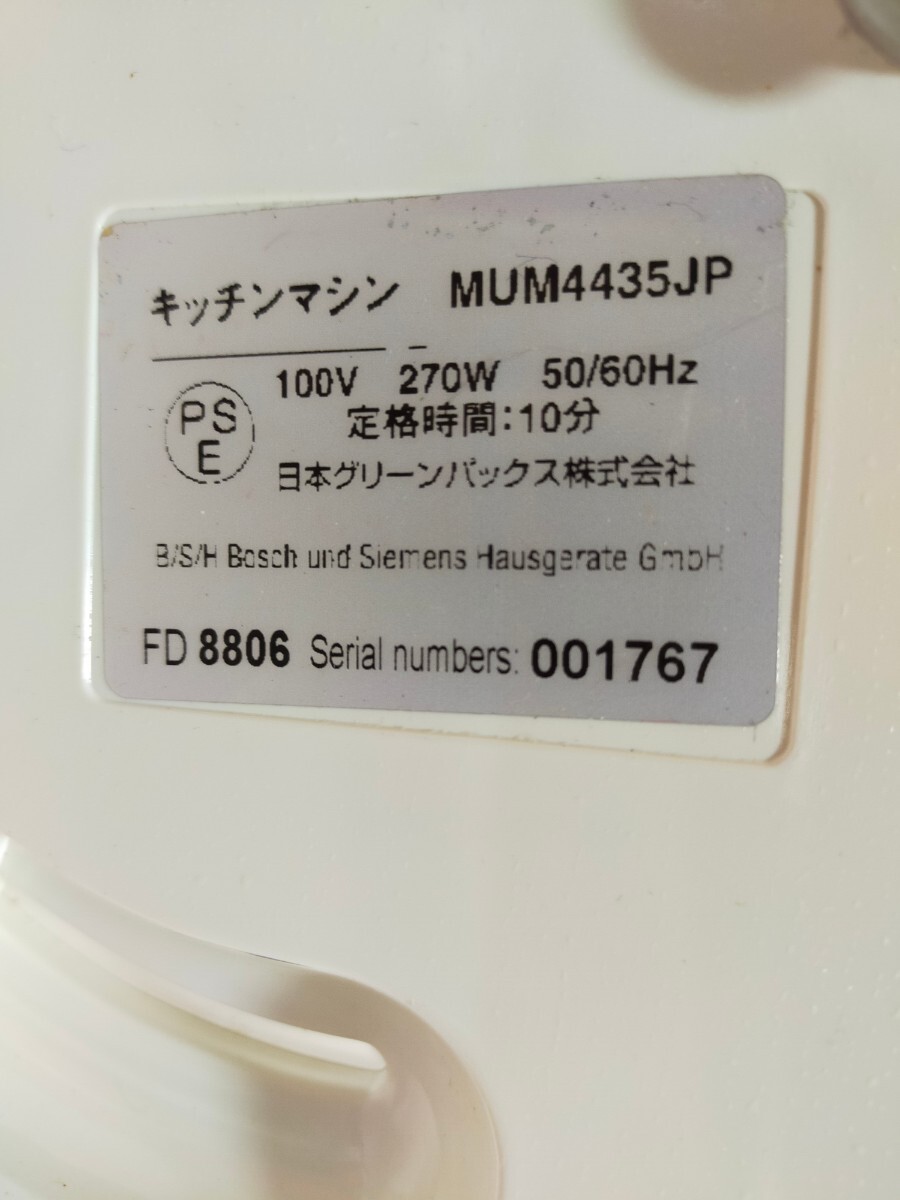 キッチンマシン MUM4435JP
PS
E
100V 270W 50/60Hz
定格時間:10分
日本グリーンパックス株式会社
B/S/H Bosch und Siemens Hausgerate GmbH
FD 8806 Serial numbers: 001767